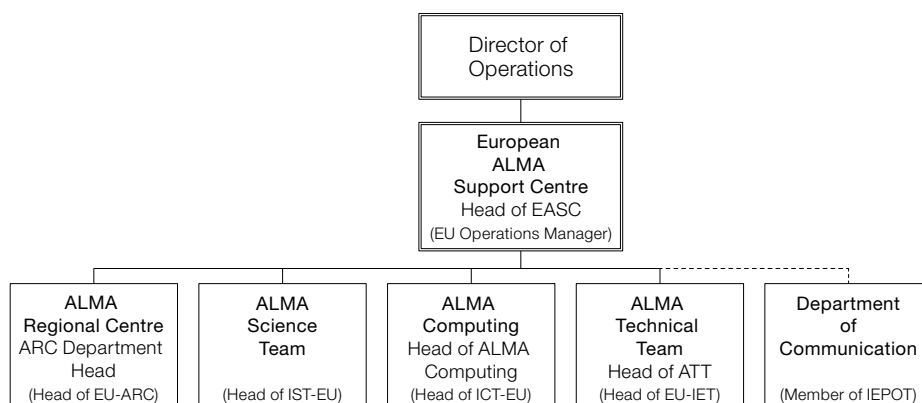 Director of
Operations
European
ALMA
Support Centre
Head of EASC
(EU Operations Manager)
ALMA
Regional Centre
ARC Department
Head
(Head of EU-ARC)
ALMA
Science
Team
(Head of IST-EU)
ALMA
Computing
Head of ALMA
Computing
(Head of ICT-EU)
ALMA
Technical
Team
Head of ATT
(Head of EU-IET)
Department
of
Communication
(Member of IEPOT)